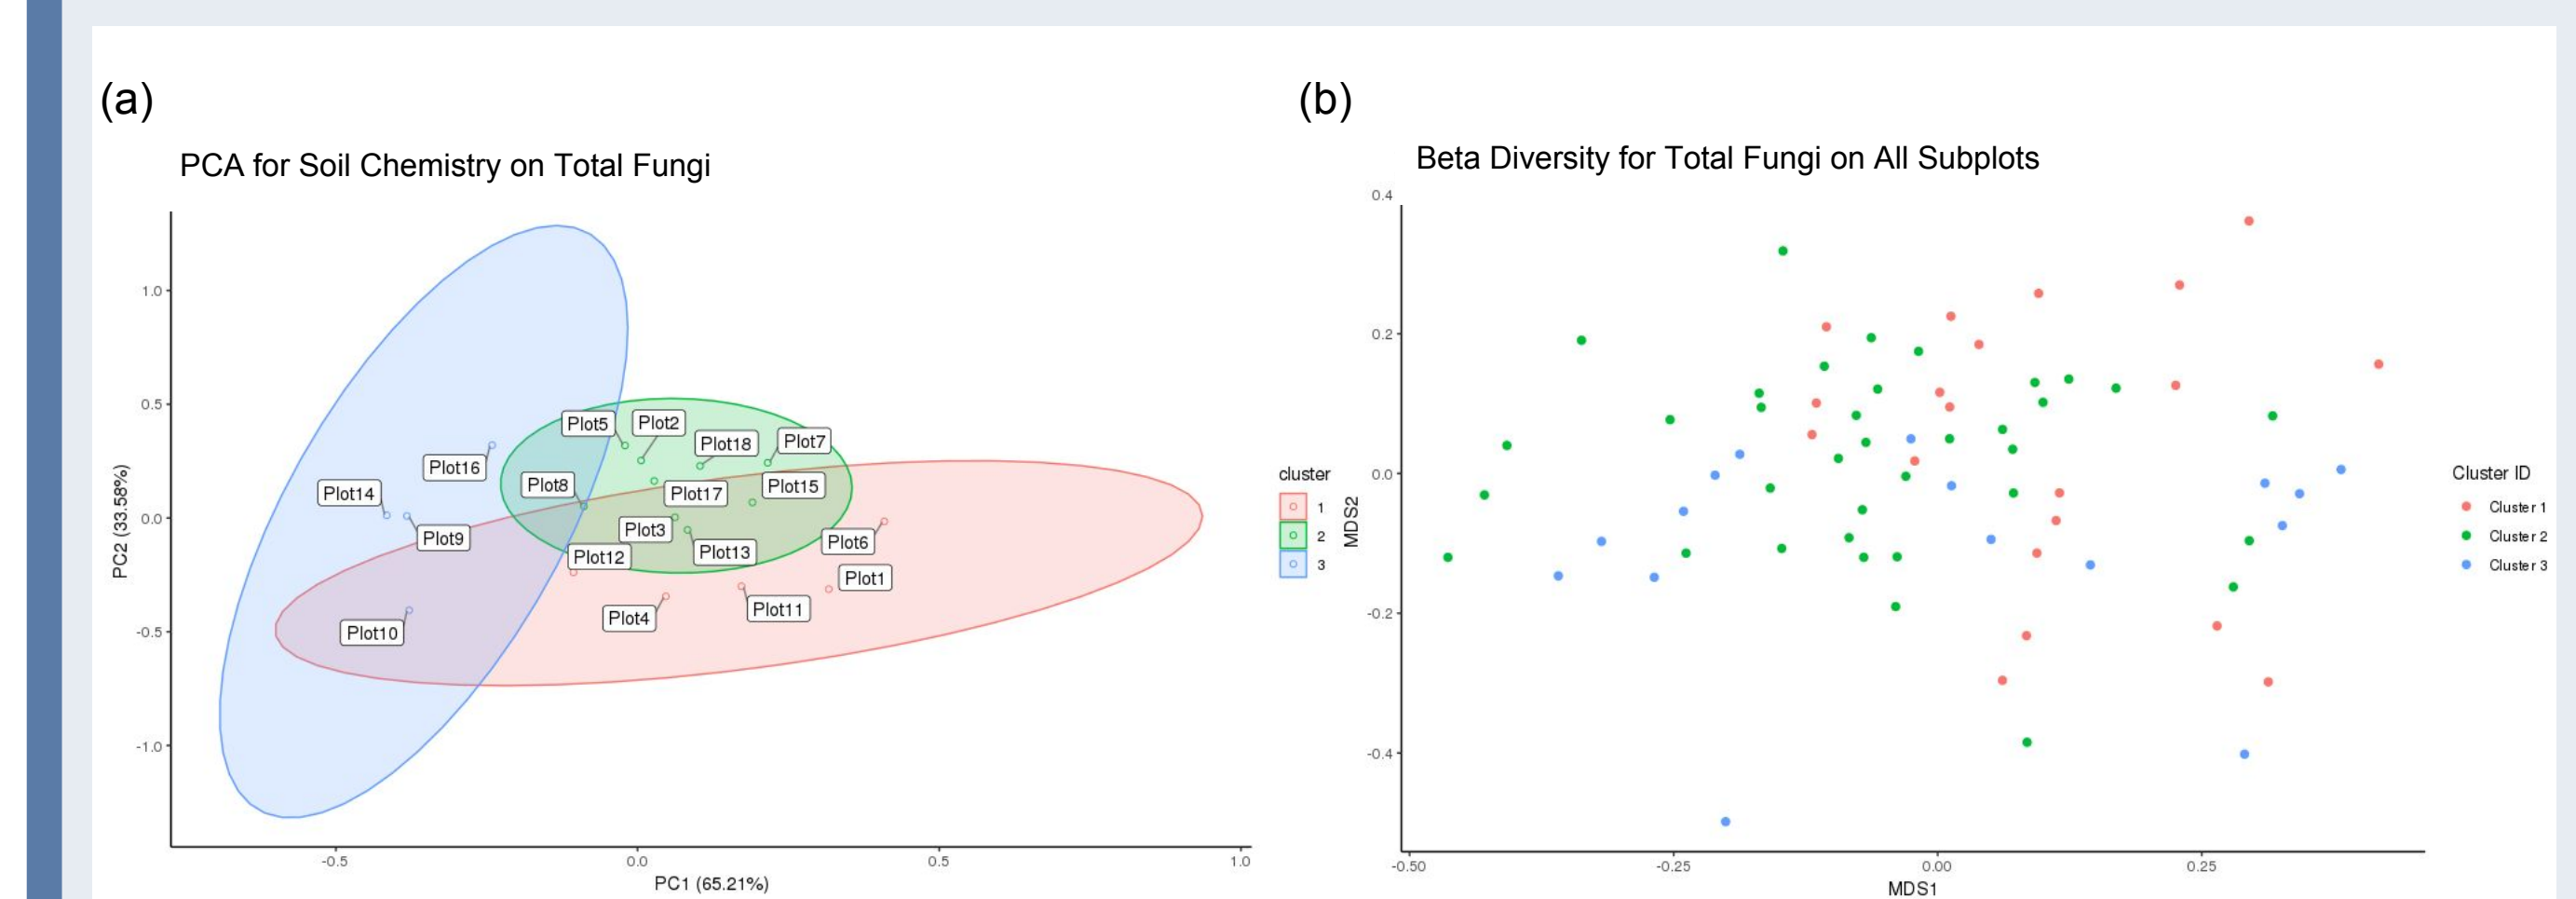 (a)
PCA for Soil Chemistry on Total Fungi
PC2 (33.58%)
1.0
0.5
0.0
-0.5
-1.0
Plot5
Plot2
Plot18
Plot7
Plot16
Plot8
Plot17
Plot15
Plot14
Plot9
Plot3
Plot13
Plot6
Plot12
Plot1
Plot4
Plot11
Plot10
-0.5
0.0
0.5
1.0
PC1 (65.21%)
cluster
1
2
3
(b)
Beta Diversity for Total Fungi on All Subplots
MDS2
0.4
0.2
0.0
-0.2
-0.4
-0.50
-0.25
0.00
0.25
MDS1
Cluster ID
Cluster 1
Cluster 2
Cluster 3